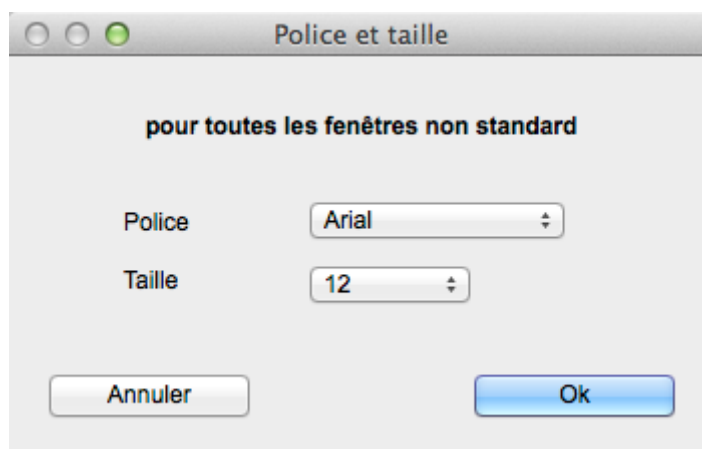 Police et taille
pour toutes les fenêtres non standard
Police Arial
Taille 12
Annuler Ok